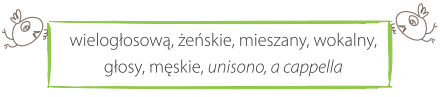 wielogłosową, żeńskie, mieszany, wokalny,
głosy, męskie, unisono, a cappella